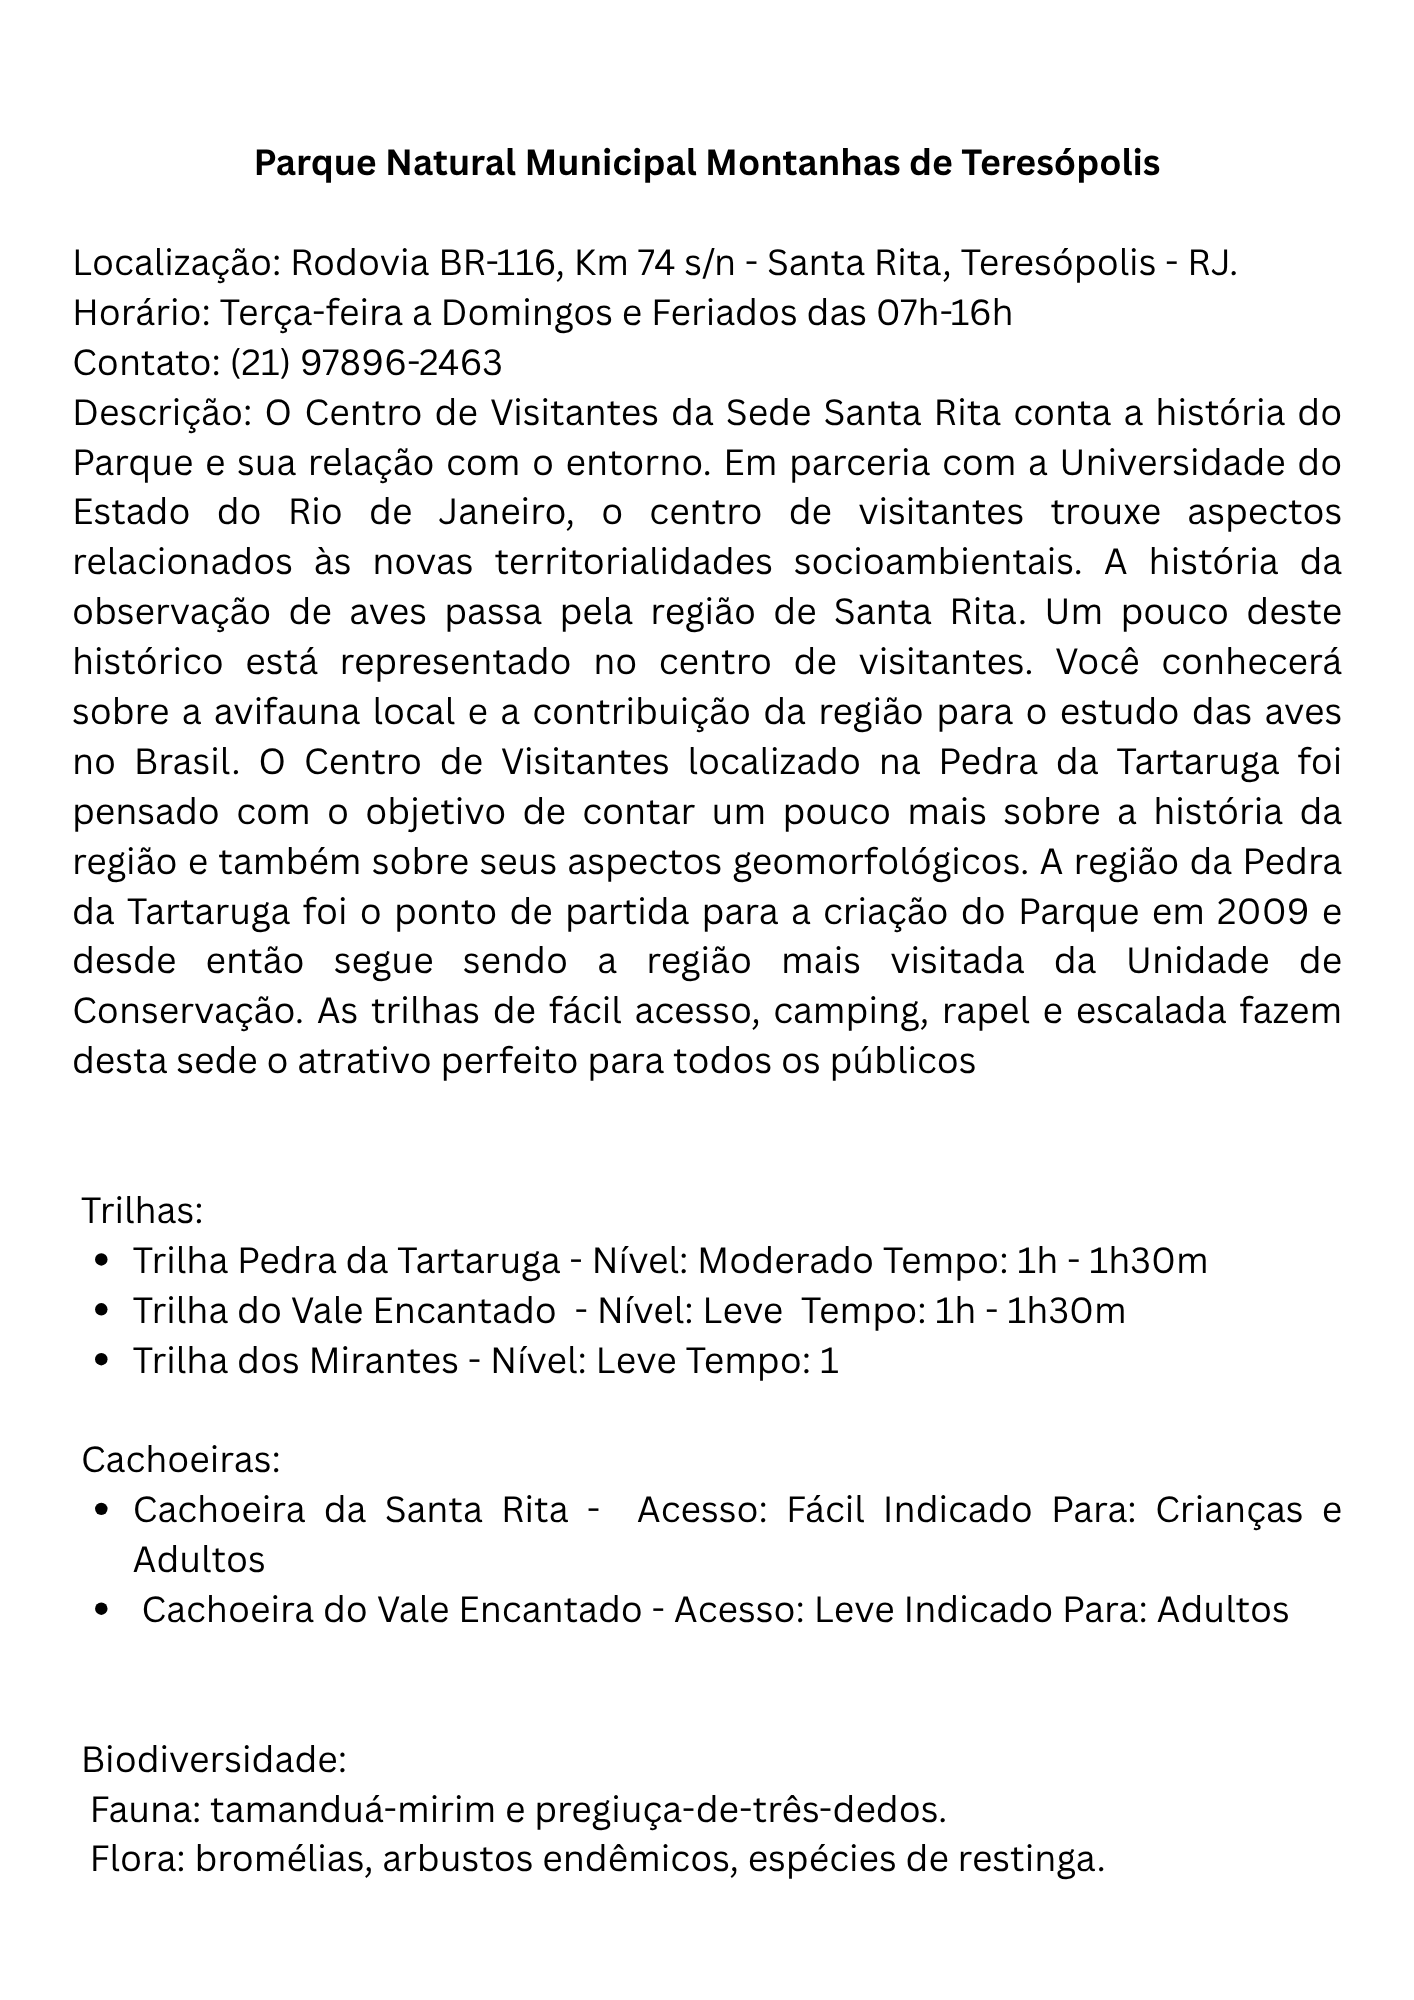 Parque Natural Municipal Montanhas de Teresópolis
Localização: Rodovia BR-116, Km 74 s/n - Santa Rita, Teresópolis - RJ.
Horário: Terça-feira a Domingos e Feriados das 07h-16h
Contato: (21) 97896-2463
Descrição: O Centro de Visitantes da Sede Santa Rita conta a história do
Parque e sua relação com o entorno. Em parceria com a Universidade do
Estado do Rio de Janeiro, o centro de visitantes trouxe aspectos
relacionados às novas territorialidades socioambientais. A história da
observação de aves passa pela região de Santa Rita. Um pouco deste
histórico está representado no centro de visitantes. Você conhecerá
sobre a avifauna local e a contribuição da região para o estudo das aves
no Brasil. O Centro de Visitantes localizado na Pedra da Tartaruga foi
pensado com o objetivo de contar um pouco mais sobre a história da
região e também sobre seus aspectos geomorfológicos. A região da Pedra
da Tartaruga foi o ponto de partida para a criação do Parque em 2009 e
desde então segue sendo a região mais visitada da Unidade de
Conservação. As trilhas de fácil acesso, camping, rapel e escalada fazem
desta sede o atrativo perfeito para todos os públicos
Trilhas:
• Trilha Pedra da Tartaruga - Nível: Moderado Tempo: 1h - 1h30m
• Trilha do Vale Encantado - Nível: Leve Tempo: 1h - 1h30m
• Trilha dos Mirantes - Nível: Leve Tempo: 1
Cachoeiras:
• Cachoeira da Santa Rita - Acesso: Fácil Indicado Para: Crianças e
Adultos
• Cachoeira do Vale Encantado - Acesso: Leve Indicado Para: Adultos
Biodiversidade:
Fauna: tamanduá-mirim e pregiuça-de-três-dedos.
Flora: bromélias, arbustos endêmicos, espécies de restinga.